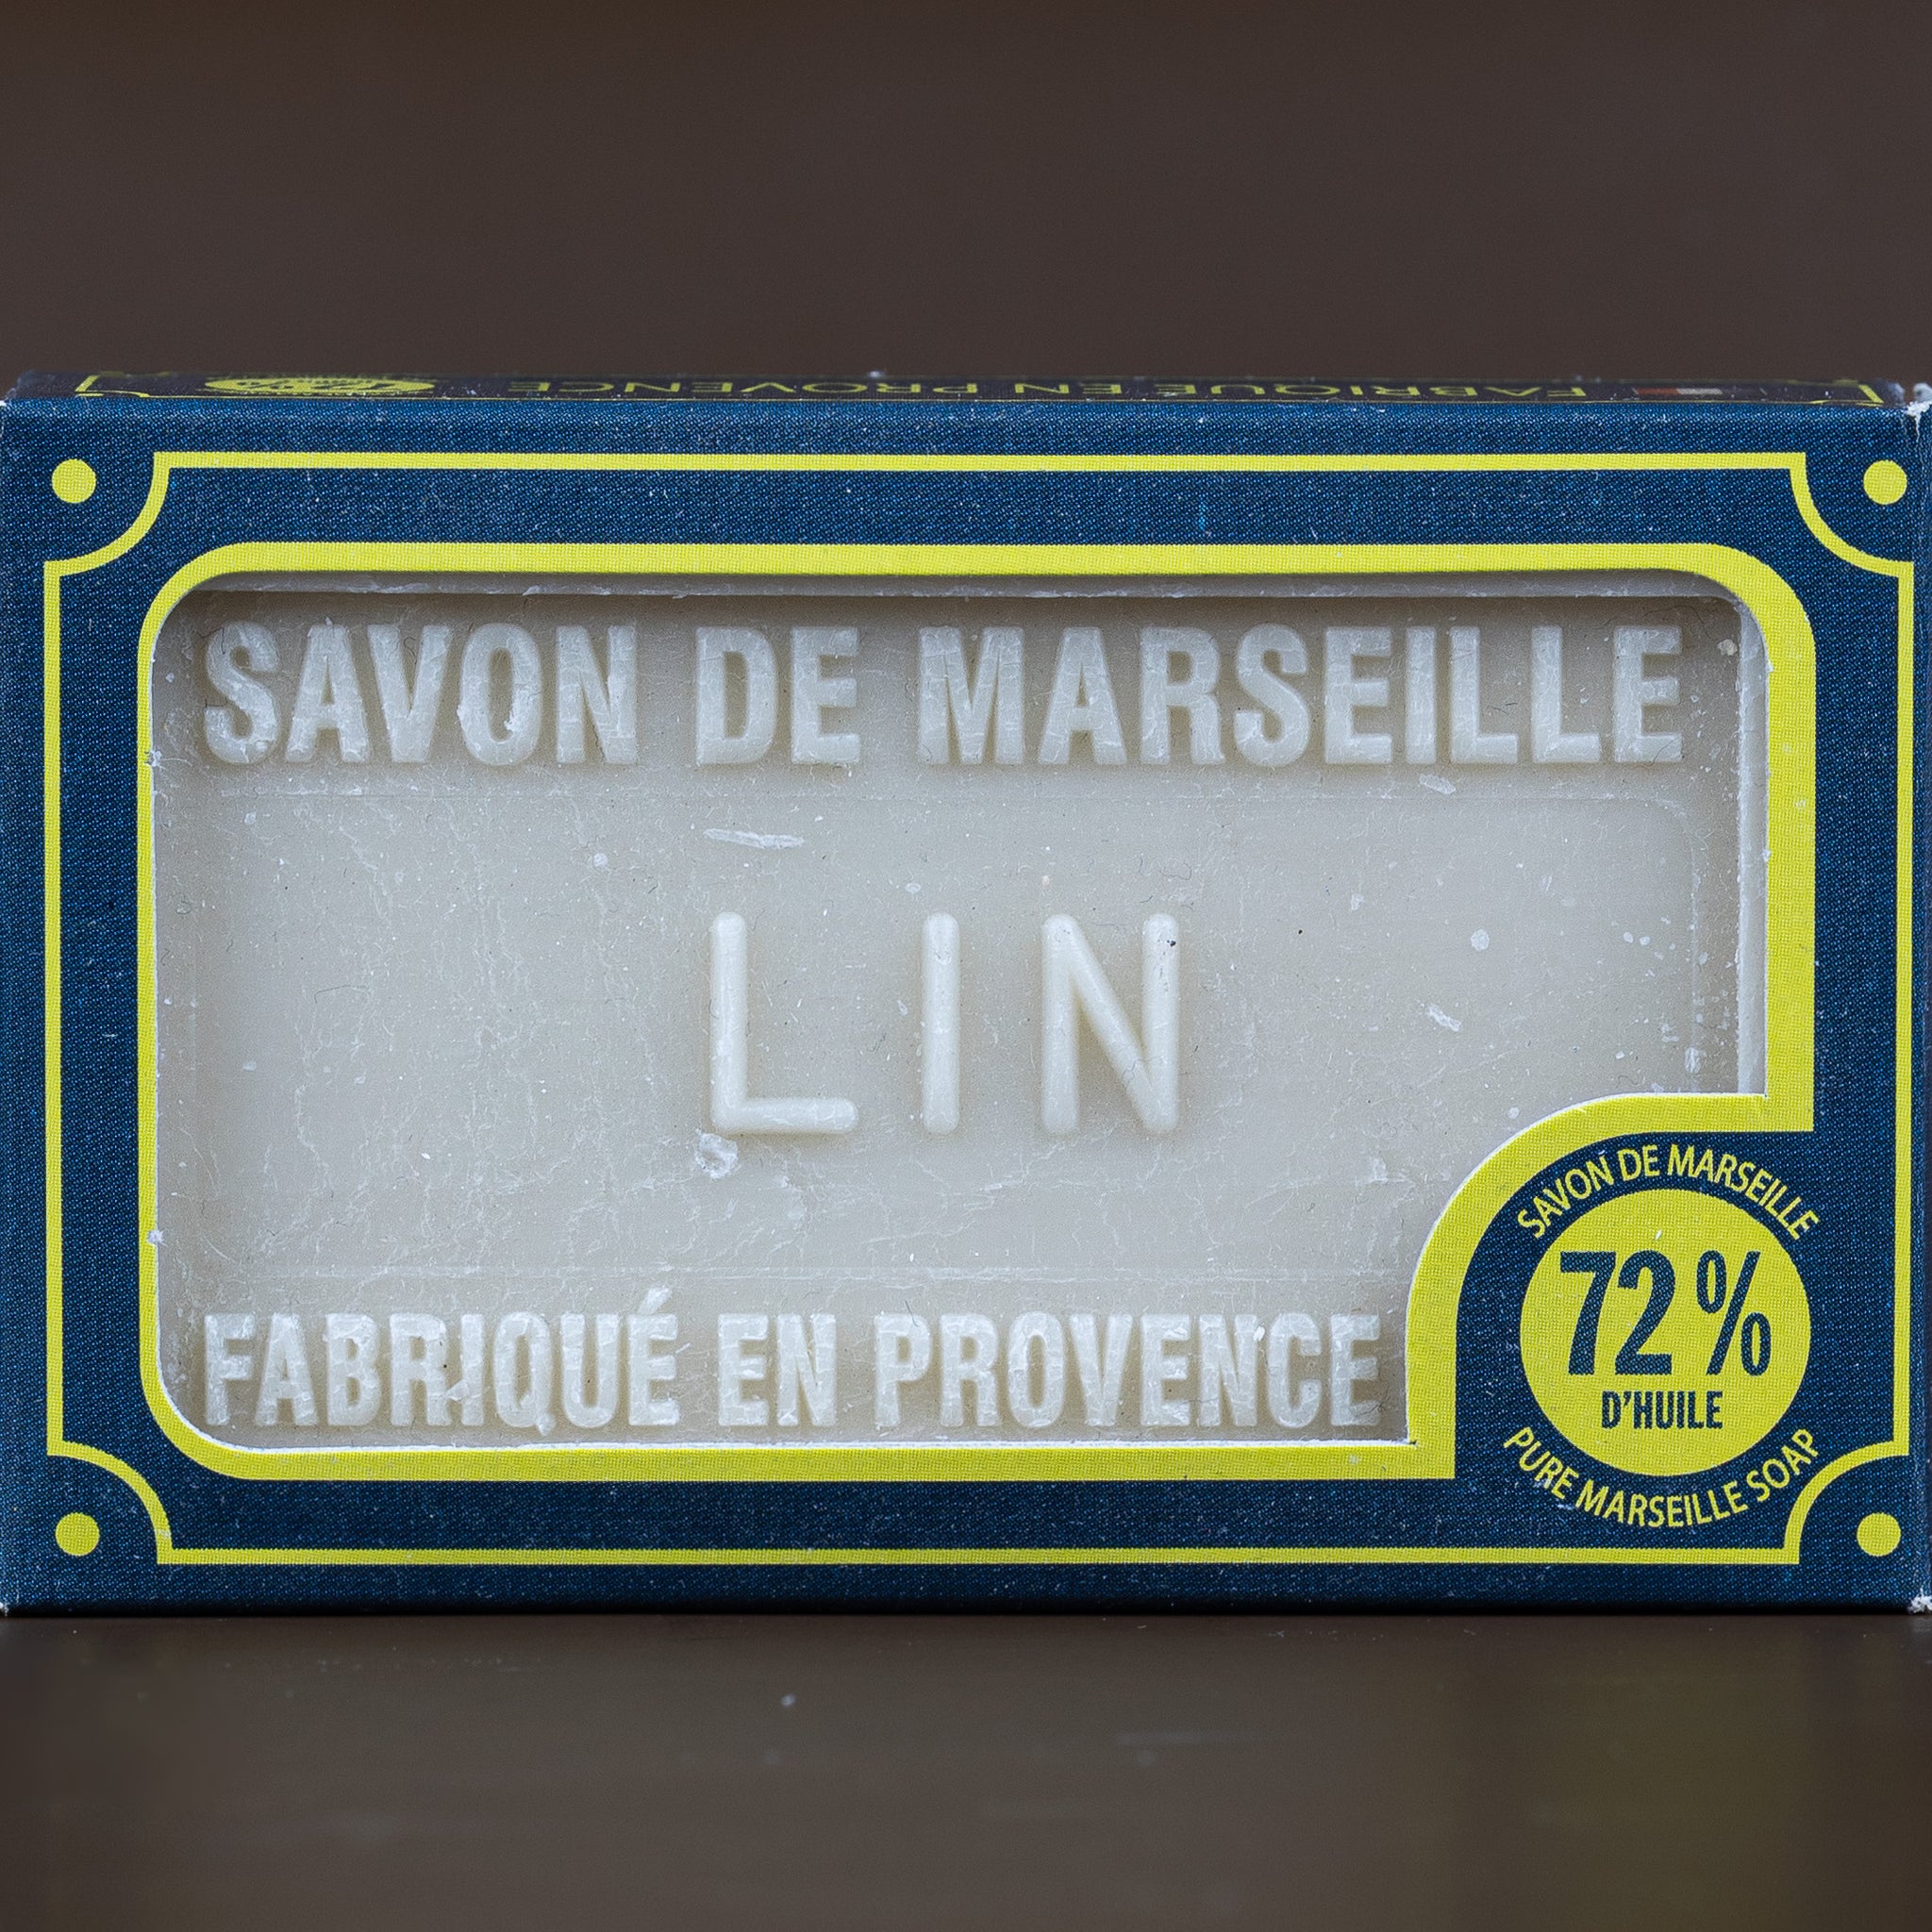 FABRIQUÉ EN PROVENCE
SAVON DE MARSEILLE
LIN
FABRIQUÉ EN PROVENCE
SAVON DE MARSEILLE
72%
D'HUILE
PURE MARSEILLE SOAP